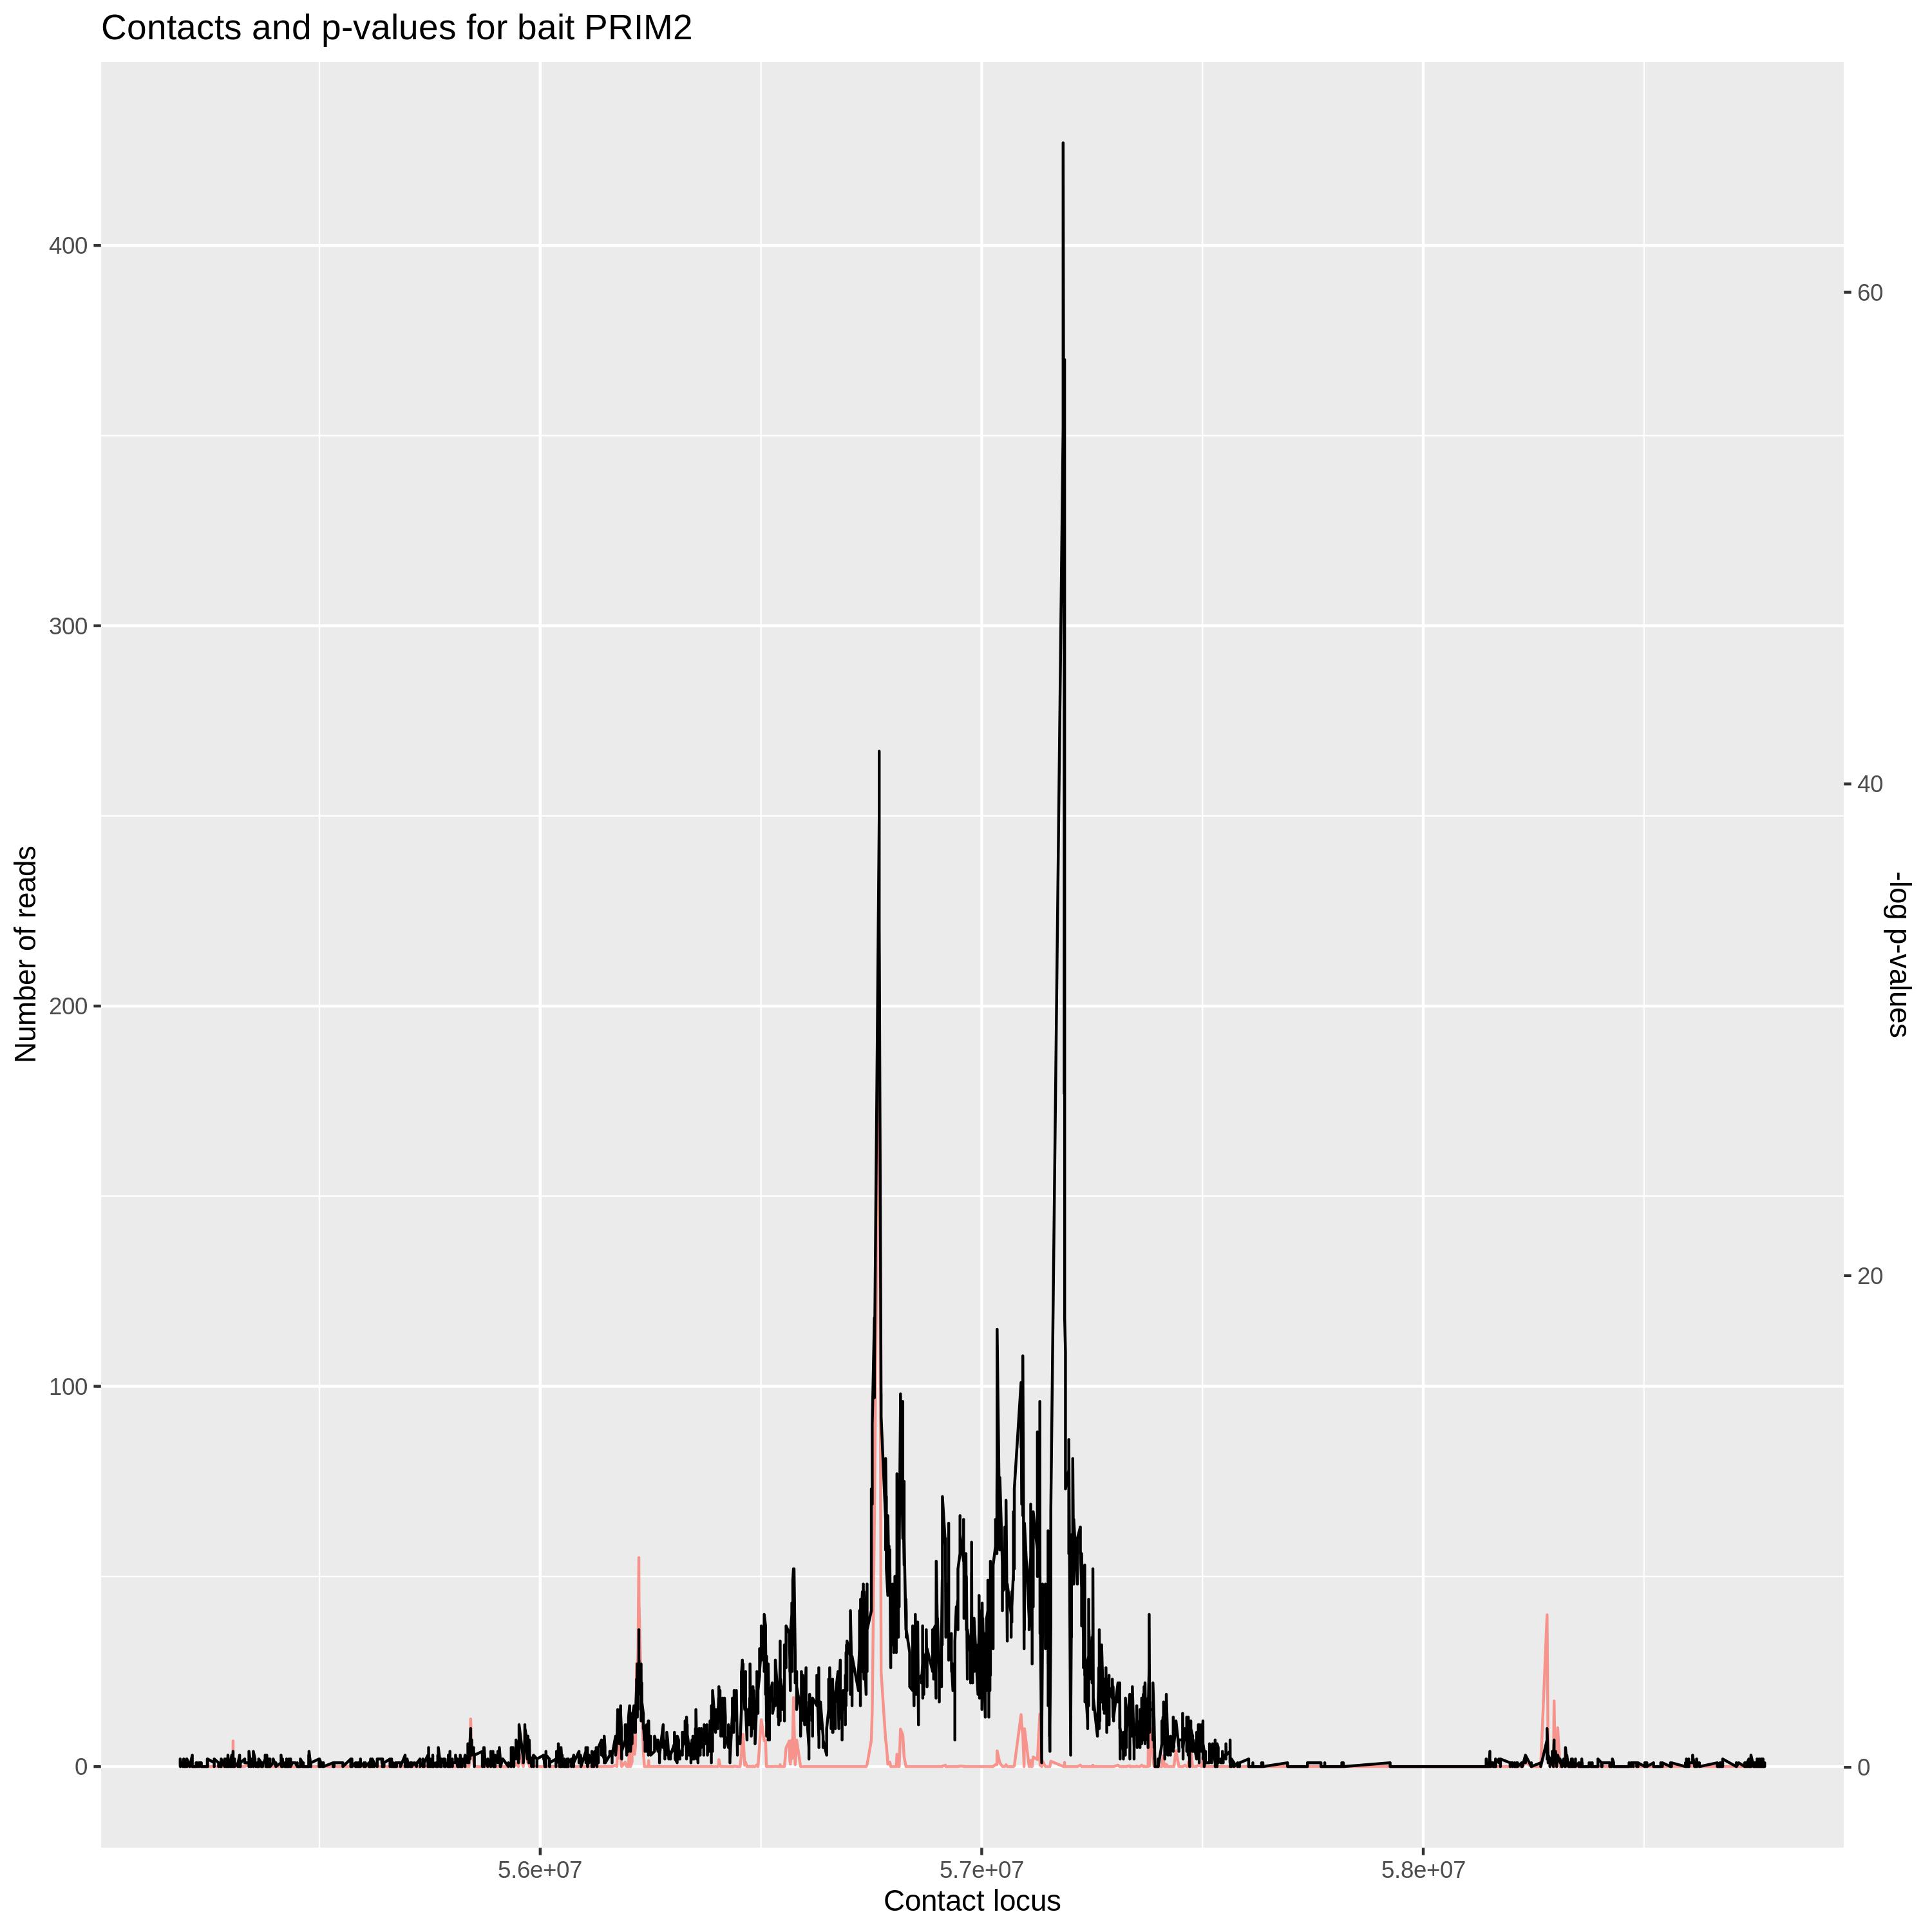 Contacts and p-values for bait PRIM2
400
300
200
100
0
Number of reads
60
40
20
0
-log p-values
5.6e+07
5.7e+07
5.8e+07
Contact locus